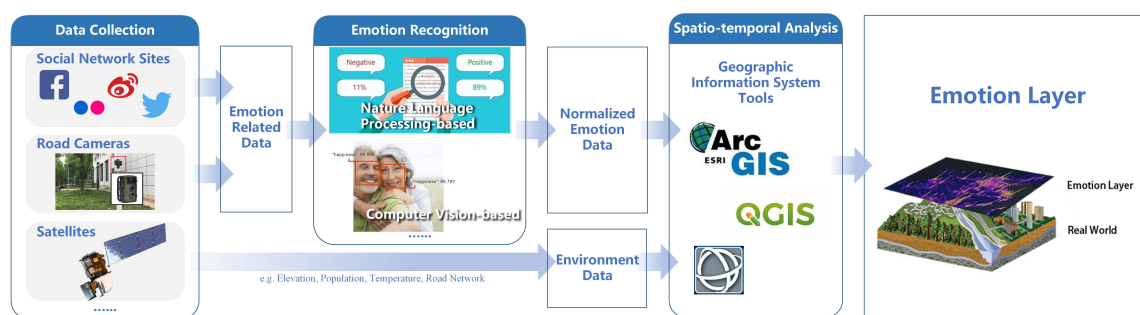 Data Collection
Social Network Sites
Road Cameras
Satellites
......
Emotion
Related
Data
Emotion Recognition
Negative
Positive
11%
89%
Nature Language
Processing-based
Computer Vision-based
......
e.g. Elevation, Population, Temperature, Road Network
Normalized
Emotion
Data
Environment
Data
Spatio-temporal Analysis
Geographic
Information System
Tools
Arc
ESRI GIS
QGIS
Emotion Layer
Emotion Layer
Real World